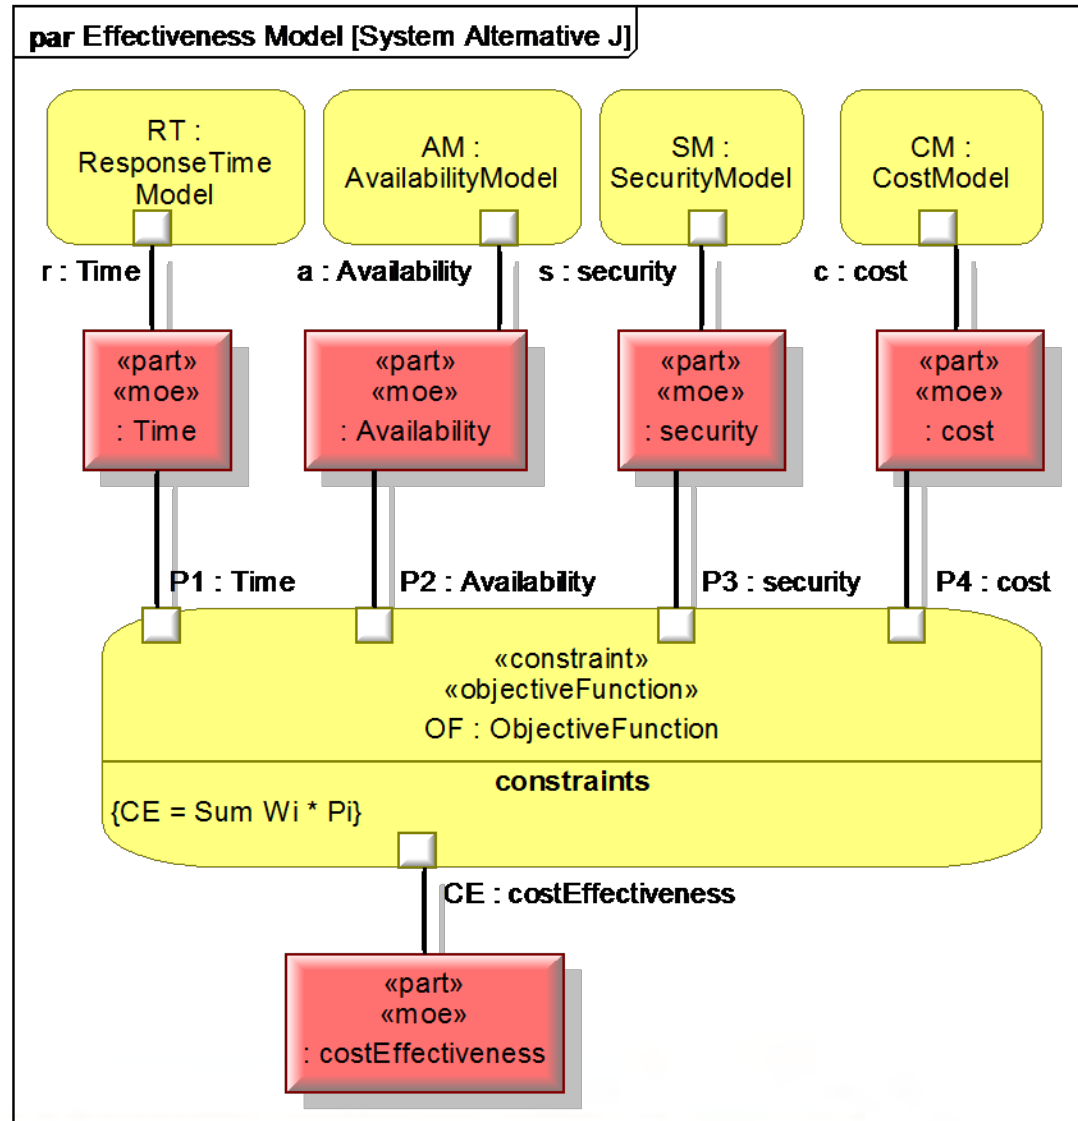 par Effectiveness Model [System Alternative J]
RT :
ResponseTime
Model
AM :
AvailabilityModel
SM :
SecurityModel
CM :
CostModel
r : Time
a : Availability
s : security
c : cost
«part»
«moe»
: Time
«part»
«moe»
: Availability
«part»
«moe»
: security
«part»
«moe»
: cost
P1 : Time
P2 : Availability
P3 : security
P4 : cost
«constraint»
«objectiveFunction»
OF : ObjectiveFunction
constraints
{CE = Sum Wi * Pi}
CE : costEffectiveness
«part»
«moe»
: costEffectiveness